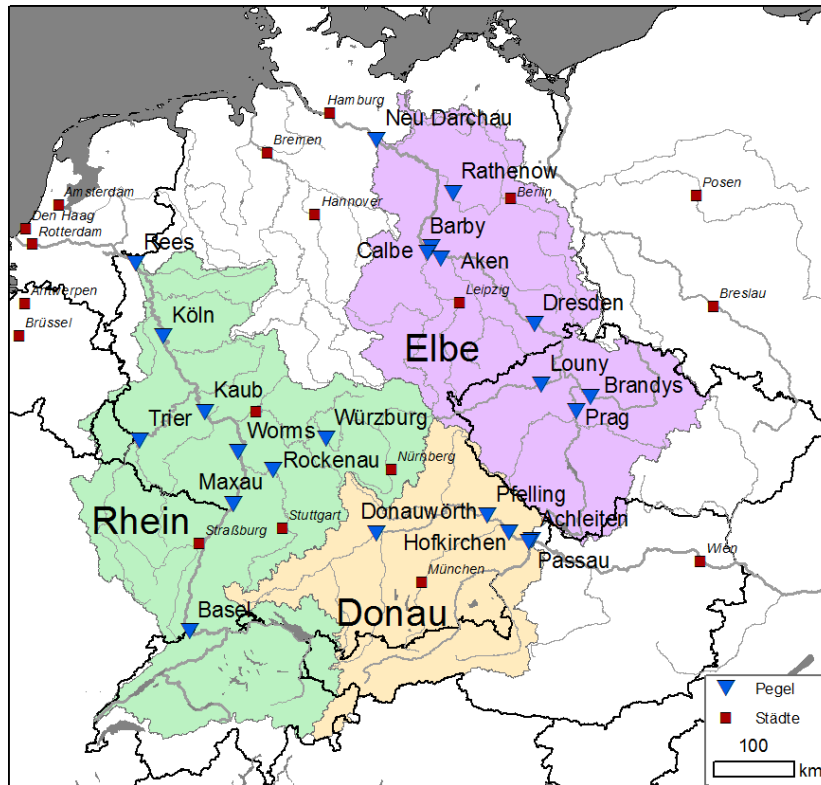 Hamburg
Neu Darchau
Bremen
Rathenow
Amsterdam
Berlin
Posen
Hannover
Den Haag
Rotterdam
Barby
Rees
Calbe
Aken
Antwerpen
Leipzig
Breslau
Köln
Dresden
Brüssel
Elbe
Louny
Kaub
Brandys
Trier
Worms
Würzburg
Prag
Rockenau
Nürnberg
Maxau
Pfelling
Donauwörth
Achleiten
Rhein
Straßburg
Stuttgart
Hofkirchen
Passau
Wien
München
Basel
Donau
Pegel
Städte
100
km